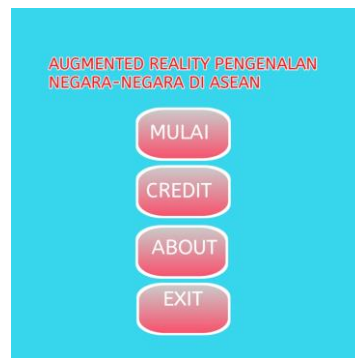 AUGMENTED REALITY PENGENALAN
NEGARA-NEGARA DI ASEAN
MULAI
CREDIT
ABOUT
EXIT